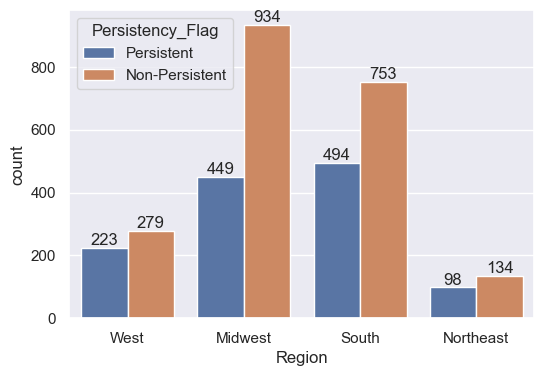 Persistency_Flag
Persistent
Non-Persistent
count
800
600
400
200
0
223
279
449
934
494
753
98
134
West
Midwest
South
Northeast
Region